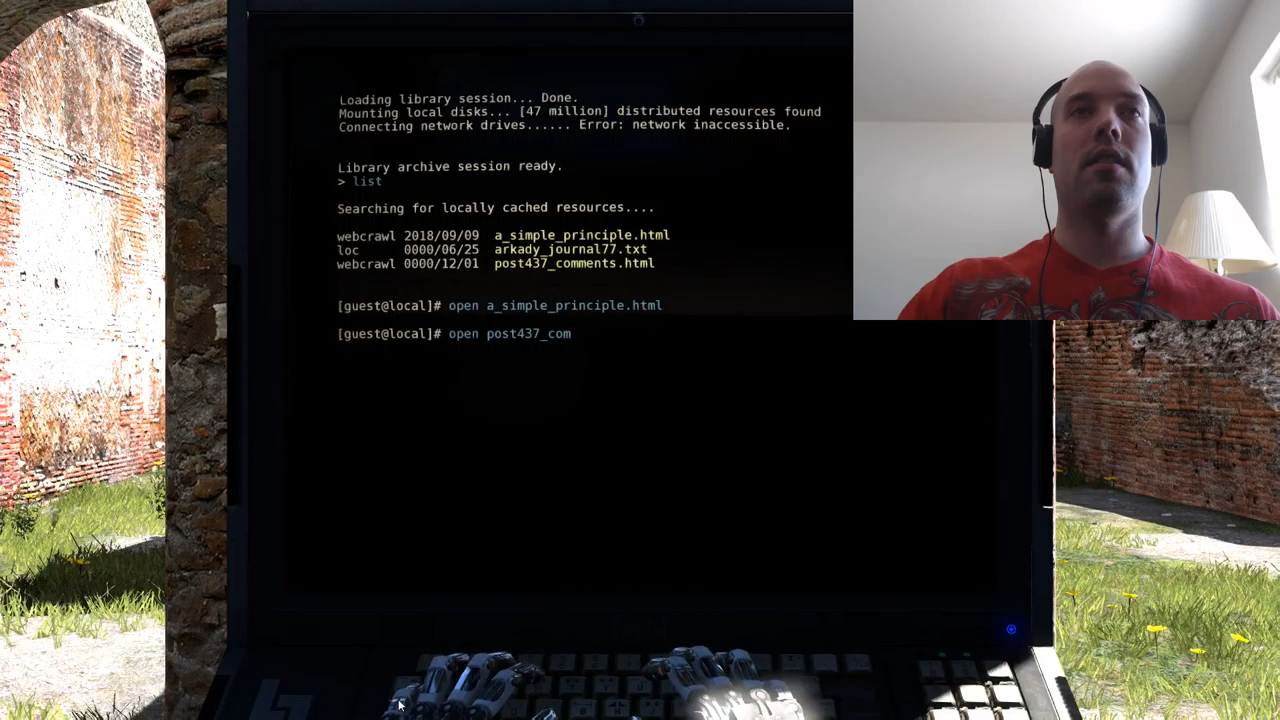 Loading library session... Done.
Mounting local disks... [47 million] distributed resources found
Connecting network drives...... Error: network inaccessible.
Library archive session ready.
> list
Searching for locally cached resources....
webcrawl 2018/09/09 a_simple_principle.html
loc 0000/06/25 arkady_journal77.txt
webcrawl 0000/12/01 post437_comments.html
[guest@local]# open a_simple_principle.html
[guest@local]# open post437_com